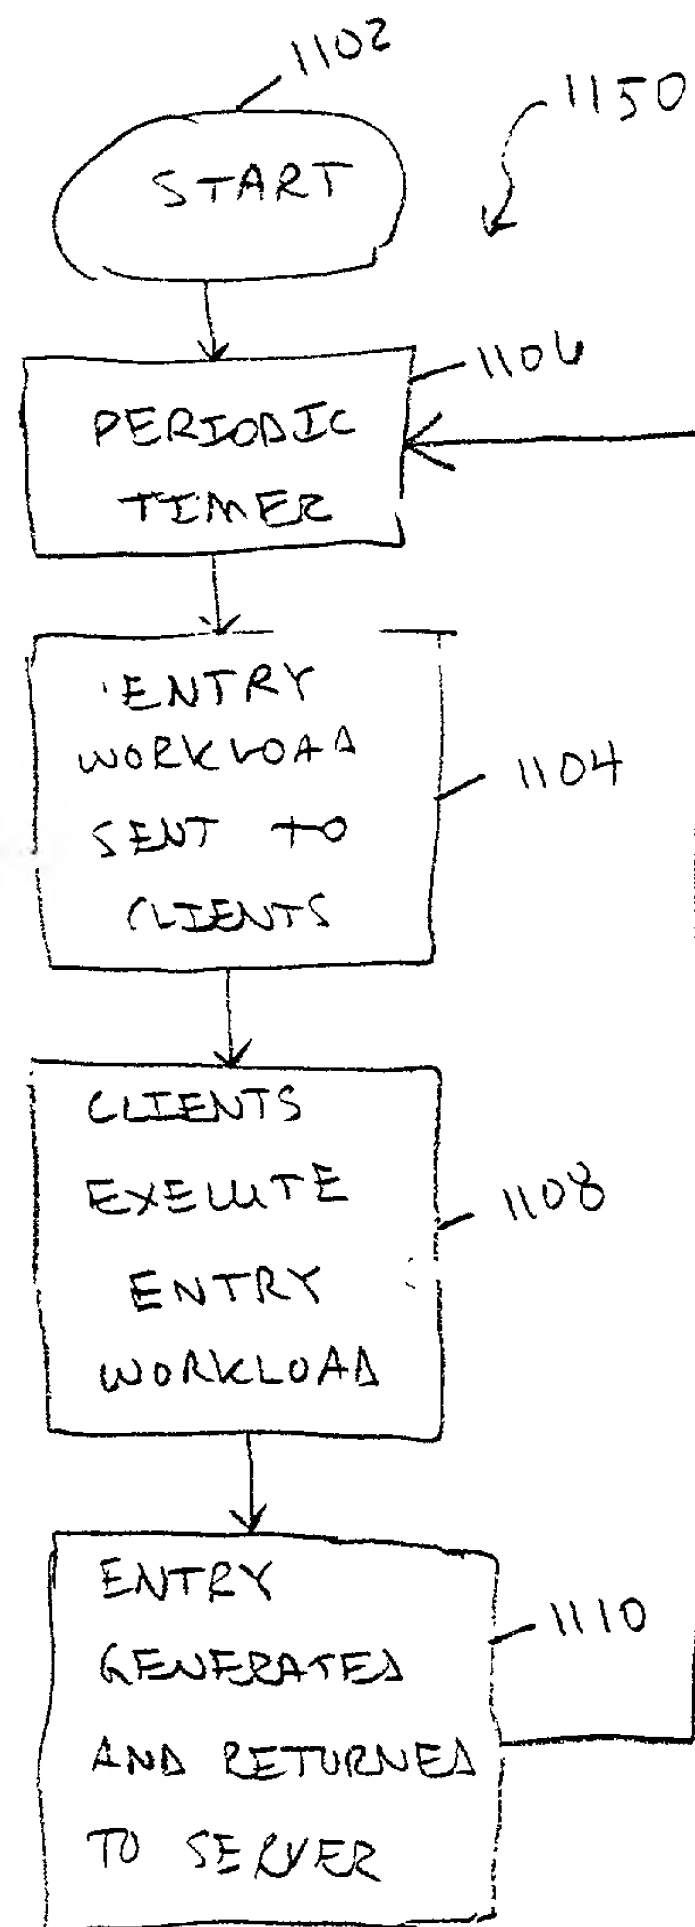 1102
1150
START
1106
PERIODIC
TIMER
ENTRY
WORKLOAD
SENT TO
CLIENTS
1104
CLIENTS
EXECUTE
ENTRY
WORKLOAD
1108
ENTRY
GENERATED
AND RETURNED
TO SERVER
1110